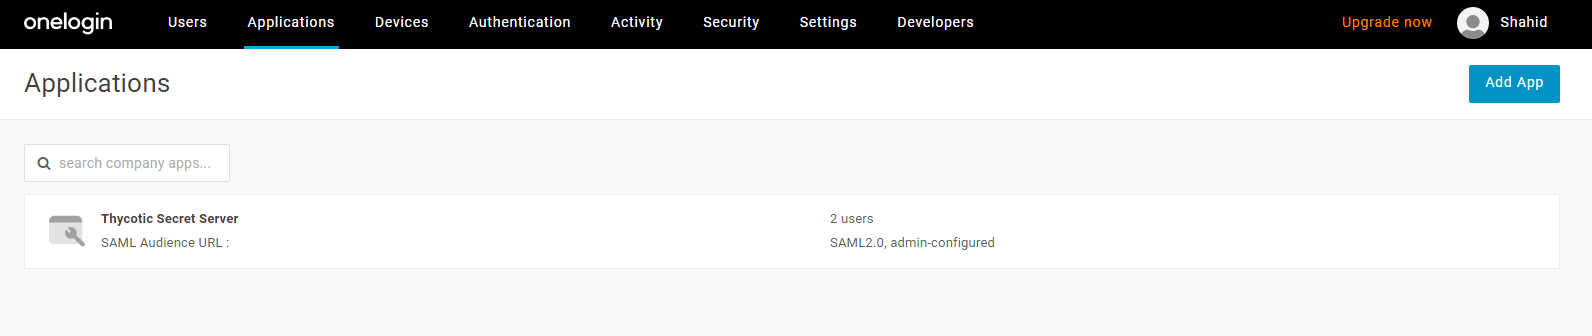 onelogin Users Applications Devices Authentication Activity Security Settings Developers Upgrade now Shahid
Applications Add App
search company apps...
Thycotic Secret Server 2 users
SAML Audience URL : SAML2.0, admin-configured